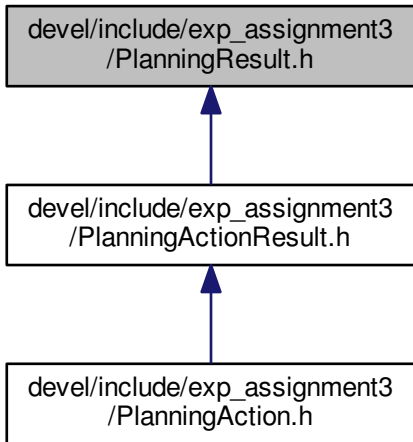 devel/include/exp_assignment3
/PlanningResult.h
devel/include/exp_assignment3
/PlanningActionResult.h
devel/include/exp_assignment3
/PlanningAction.h